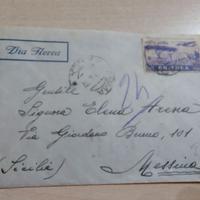 Via Aerea
Gentile
Signora Elena Arena
Via Giordano Bruno, 101
(Sicilia) Messina